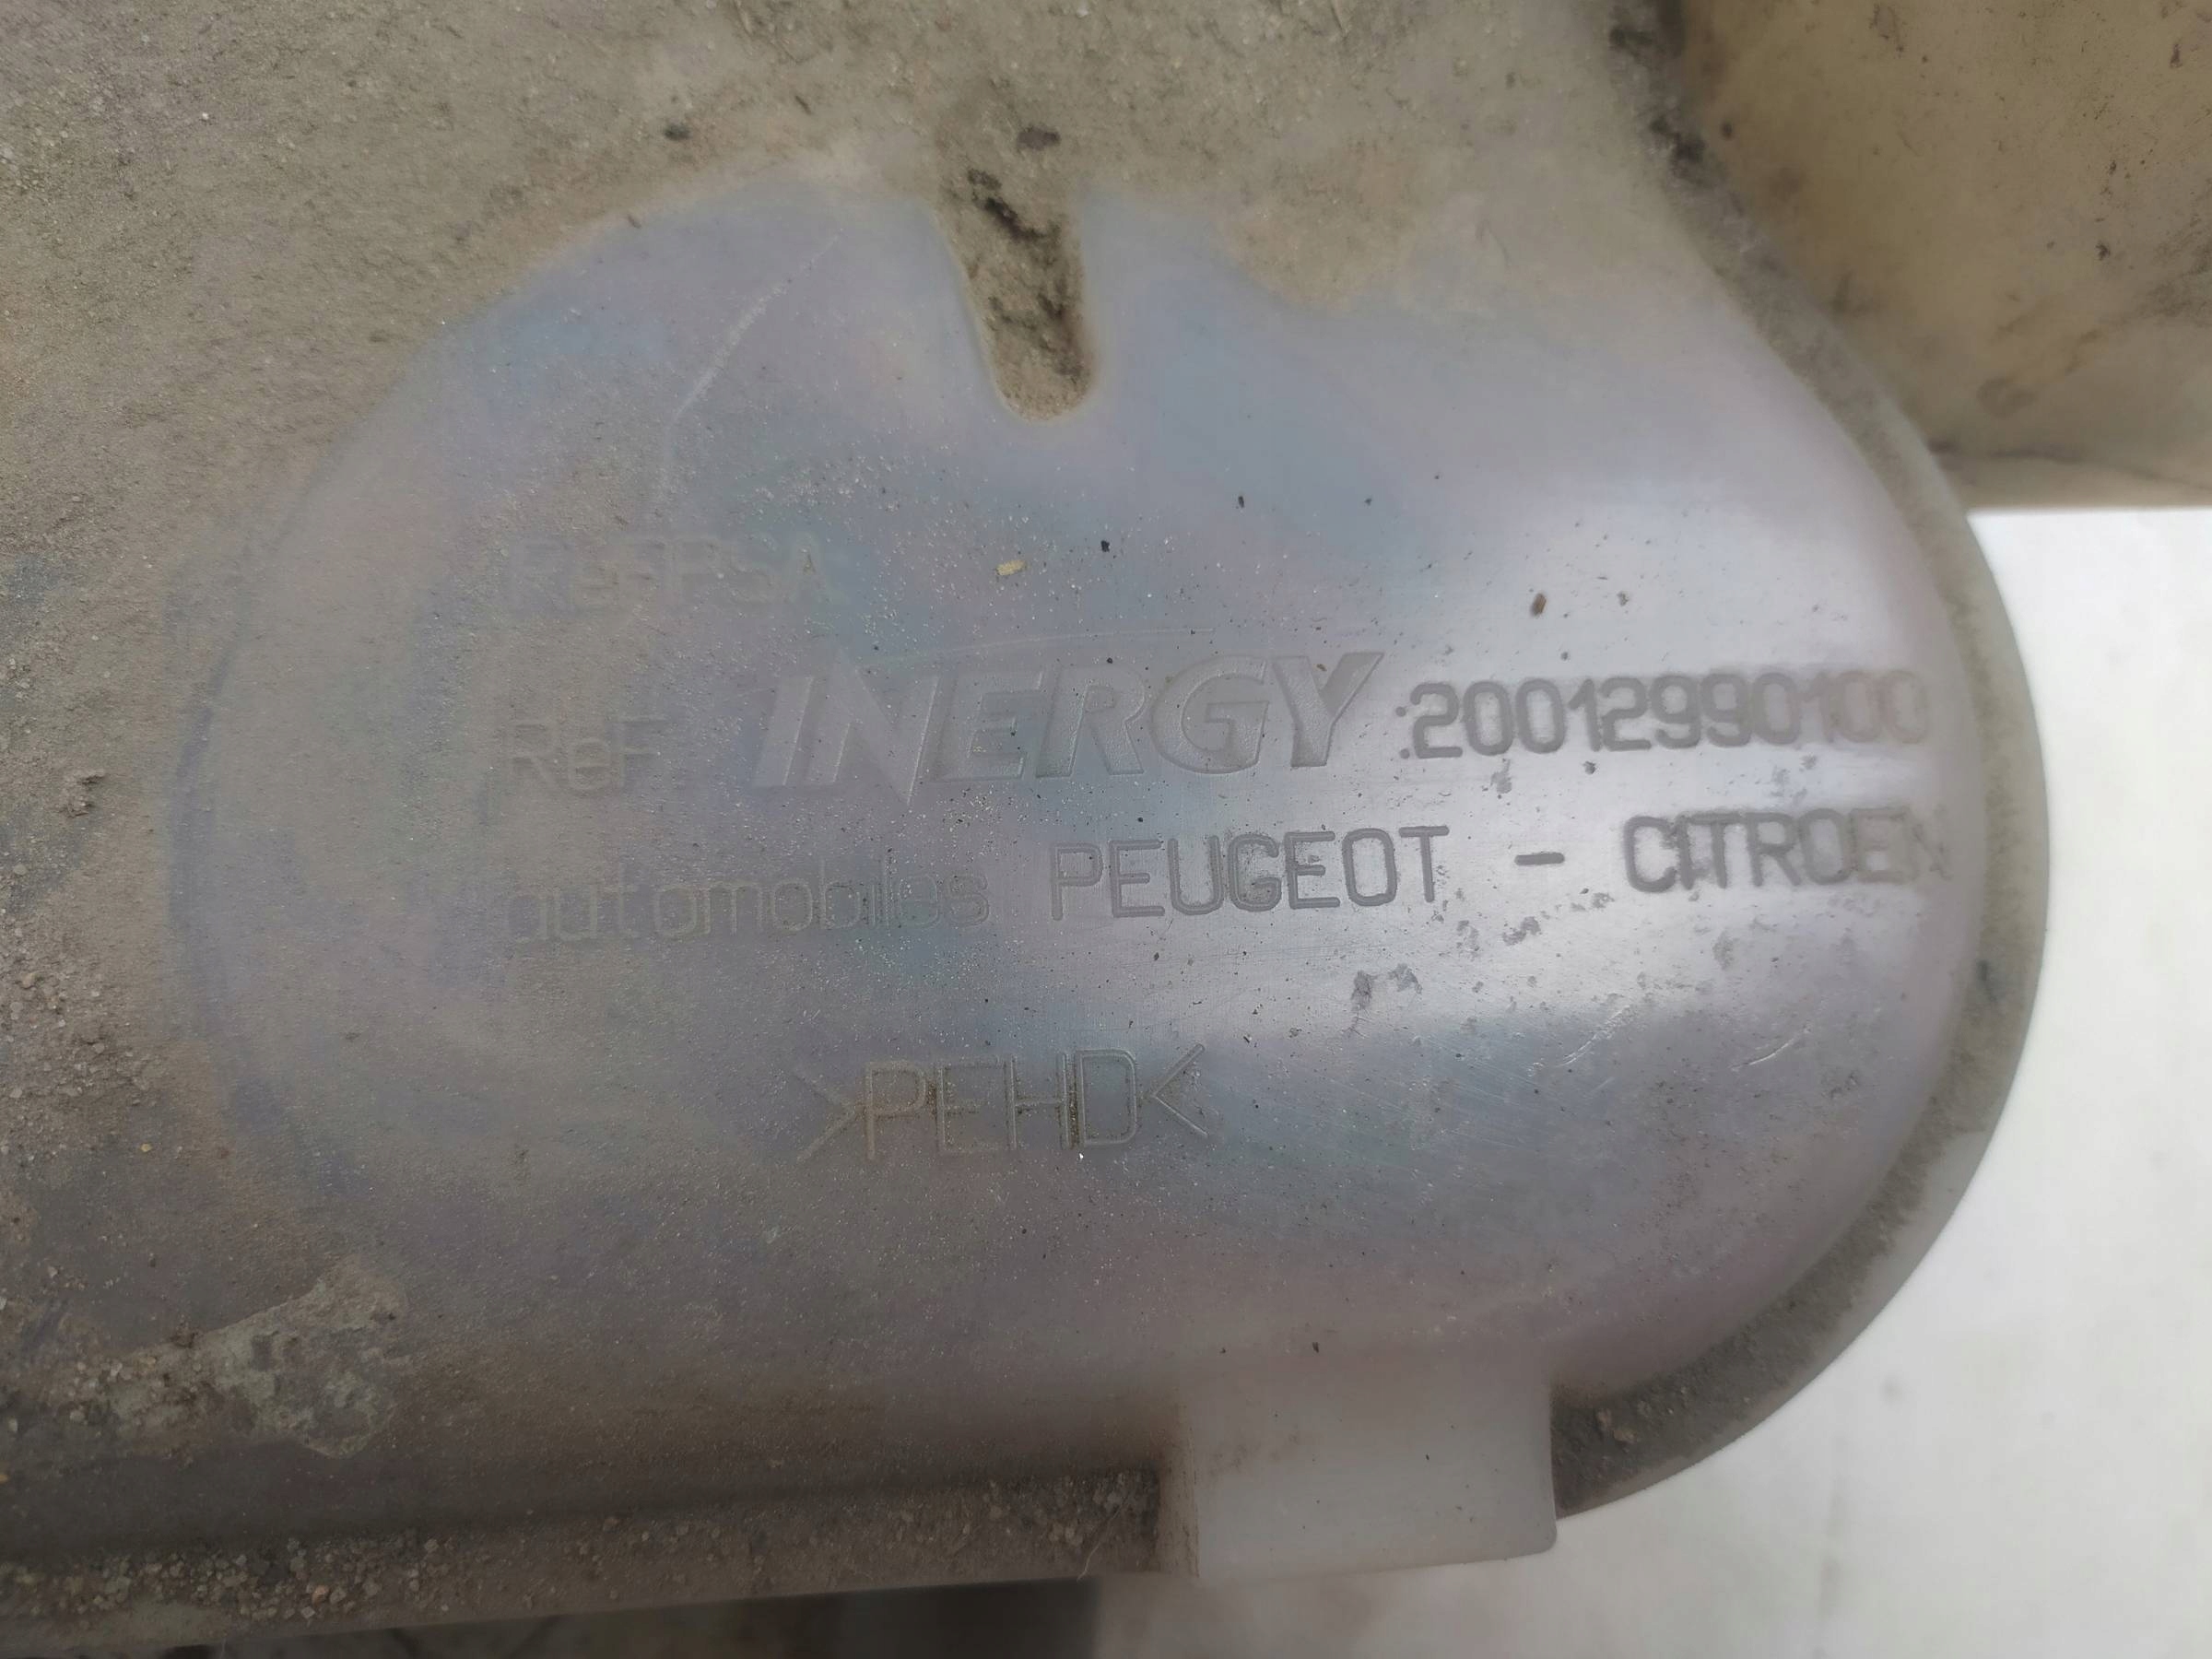 Ref PSA
Ref INERGY :20012990100
automobiles PEUGEOT - CITROEN
>PEHD<